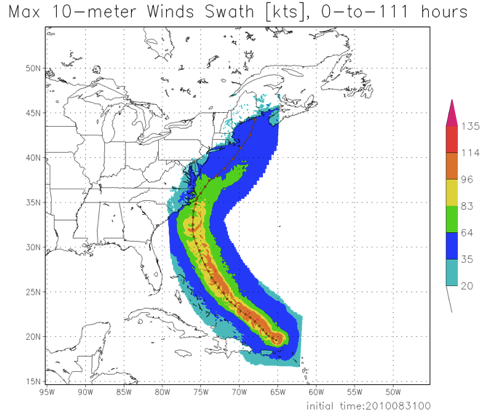 Max 10-meter Winds Swath [kts], 0-to-111 hours
50N
45N
40N
35N
30N
25N
20N
15N
95W 90W 85W 80W 75W 70W 65W 60W 55W 50W
135
114
96
83
64
35
20
initial time:2010083100